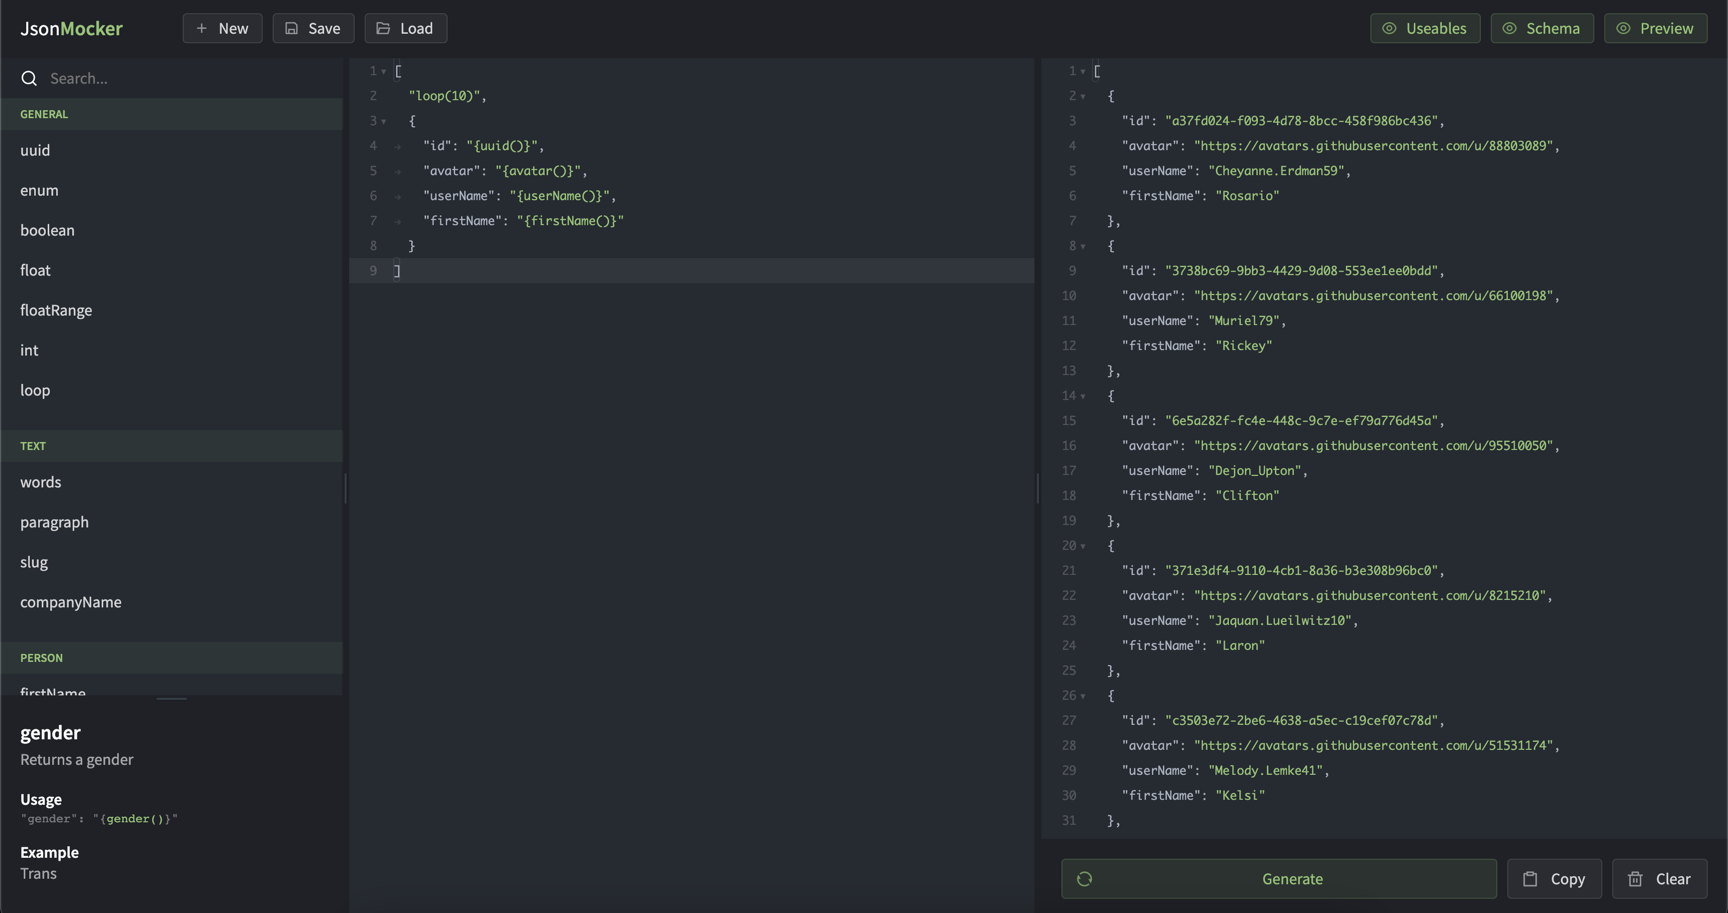 JsonMocker
New
Save
Load
Useables
Schema
Preview
Search...
GENERAL
uuid
enum
boolean
float
floatRange
int
loop
TEXT
words
paragraph
slug
companyName
PERSON
firstName
gender
Returns a gender
Usage
"gender": "{gender()}"
Example
Trans
1 [
2 "loop(10)",
3 {
4 "id": "{uuid()}",
5 "avatar": "{avatar()}",
6 "userName": "{userName()}",
7 "firstName": "{firstName()}"
8 }
9 ]
1 [
2 {
3 "id": "a37fd024-f093-4d78-8bcc-458f986bc436",
4 "avatar": "https://avatars.githubusercontent.com/u/88803089",
5 "userName": "Cheyanne.Erdman59",
6 "firstName": "Rosario"
7 },
8 {
9 "id": "3738bc69-9bb3-4429-9d08-553ee1ee0bdd",
10 "avatar": "https://avatars.githubusercontent.com/u/66100198",
11 "userName": "Muriel79",
12 "firstName": "Rickey"
13 },
14 {
15 "id": "6e5a282f-fc4e-448c-9c7e-ef79a776d45a",
16 "avatar": "https://avatars.githubusercontent.com/u/95510050",
17 "userName": "Dejon_Upton",
18 "firstName": "Clifton"
19 },
20 {
21 "id": "371e3df4-9110-4cb1-8a36-b3e308b96bc0",
22 "avatar": "https://avatars.githubusercontent.com/u/8215210",
23 "userName": "Jaquan.Lueilwitz10",
24 "firstName": "Laron"
25 },
26 {
27 "id": "c3503e72-2be6-4638-a5ec-c19cef07c78d",
28 "avatar": "https://avatars.githubusercontent.com/u/51531174",
29 "userName": "Melody.Lemke41",
30 "firstName": "Kelsi"
31 },
Generate
Copy
Clear